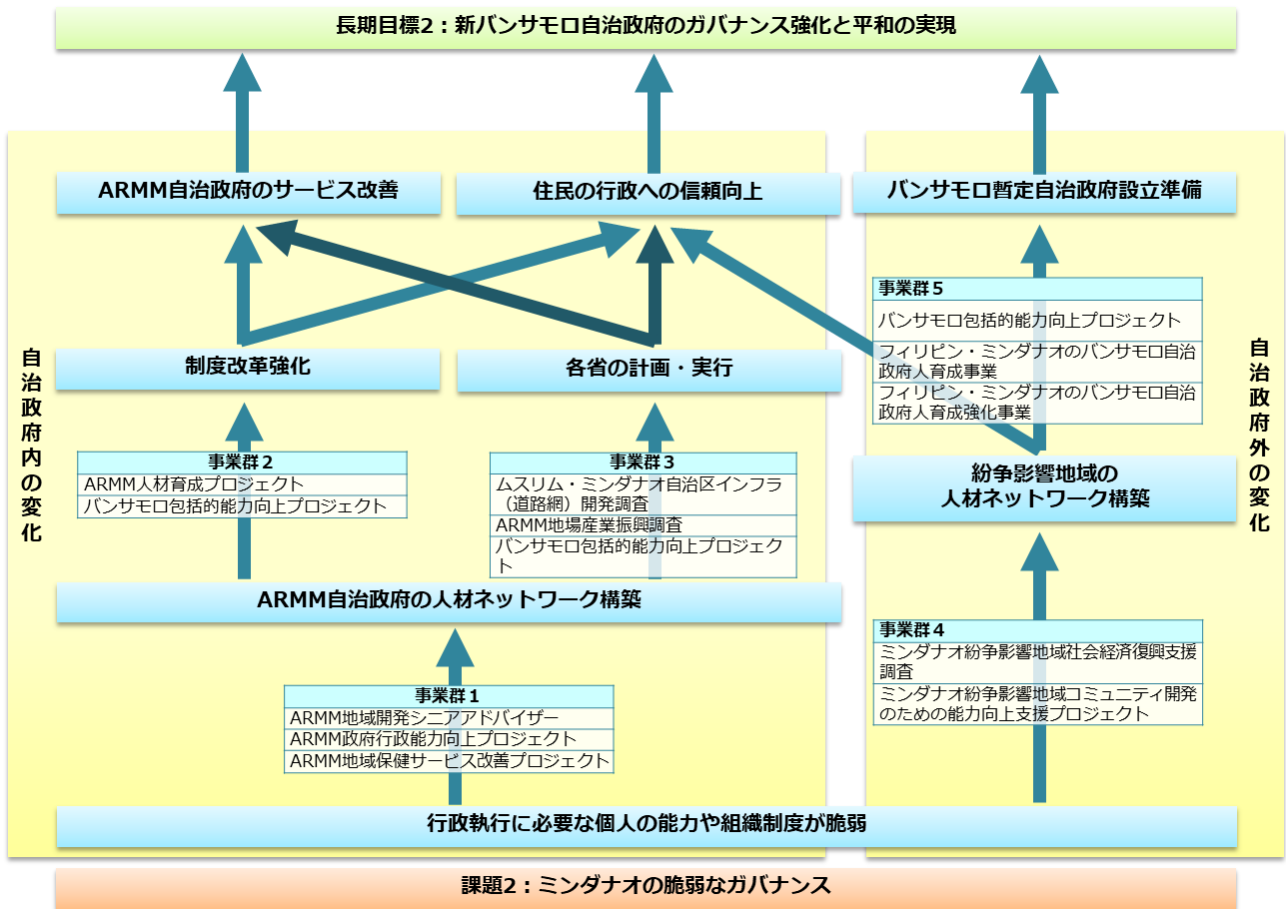 長期目標2：新バンサモロ自治政府のガバナンス強化と平和の実現
ARMM自治政府のサービス改善
住民の行政への信頼向上
バンサモロ暫定自治政府設立準備
自治政府内の変化
制度改革強化
各省の計画・実行
事業群５
バンサモロ包括的能力向上プロジェクト
フィリピン・ミンダナオのバンサモロ自治
政府人育成事業
フィリピン・ミンダナオのバンサモロ自治
政府人育成強化事業
自治政府外の変化
事業群２
ARMM人材育成プロジェクト
バンサモロ包括的能力向上プロジェクト
事業群３
ムスリム・ミンダナオ自治区インフラ
（道路網）開発調査
ARMM地場産業振興調査
バンサモロ包括的能力向上プロジェク
ト
紛争影響地域の
人材ネットワーク構築
ARMM自治政府の人材ネットワーク構築
事業群１
ARMM地域開発シニアアドバイザー
ARMM政府行政能力向上プロジェクト
ARMM地域保健サービス改善プロジェクト
事業群４
ミンダナオ紛争影響地域社会経済復興支援
調査
ミンダナオ紛争影響地域コミュニティ開発
のための能力向上支援プロジェクト
行政執行に必要な個人の能力や組織制度が脆弱
課題2：ミンダナオの脆弱なガバナンス